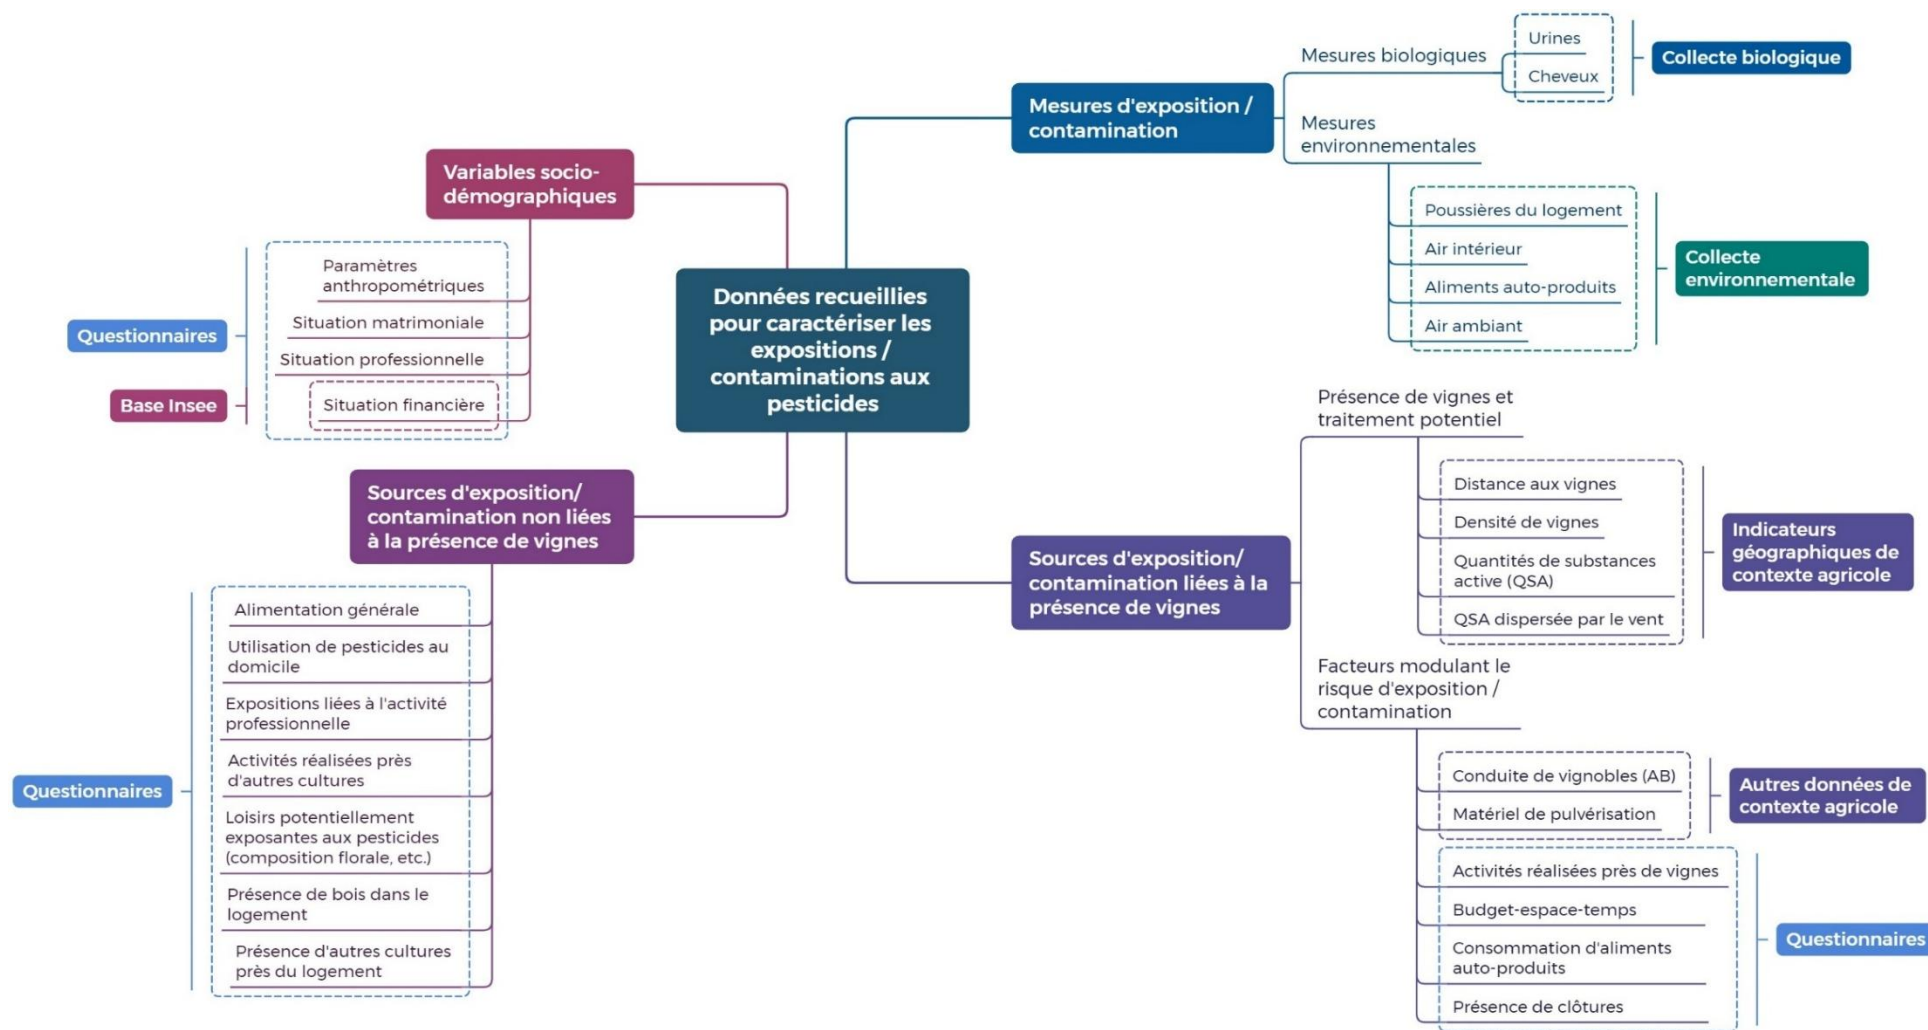 Données recueillies
pour caractériser les
expositions /
contaminations aux
pesticides
Variables socio-
démographiques
Paramètres
anthropométriques
Situation matrimoniale
Situation professionnelle
Situation financière
Questionnaires
Base Insee
Sources d'exposition/
contamination non liées
à la présence de vignes
Alimentation générale
Utilisation de pesticides au
domicile
Expositions liées à l'activité
professionnelle
Activités réalisées près
d'autres cultures
Loisirs potentiellement
exposantes aux pesticides
(composition florale, etc.)
Présence de bois dans le
logement
Présence d'autres cultures
près du logement
Questionnaires
Mesures d'exposition /
contamination
Mesures biologiques
Urines
Cheveux
Collecte biologique
Mesures
environnementales
Poussières du logement
Air intérieur
Aliments auto-produits
Air ambiant
Collecte
environnementale
Sources d'exposition/
contamination liées à la
présence de vignes
Présence de vignes et
traitement potentiel
Distance aux vignes
Densité de vignes
Quantités de substances
active (QSA)
QSA dispersée par le vent
Indicateurs
géographiques de
contexte agricole
Facteurs modulant le
risque d'exposition /
contamination
Conduite de vignobles (AB)
Matériel de pulvérisation
Autres données de
contexte agricole
Activités réalisées près de vignes
Budget-espace-temps
Consommation d'aliments
auto-produits
Présence de clôtures
Questionnaires